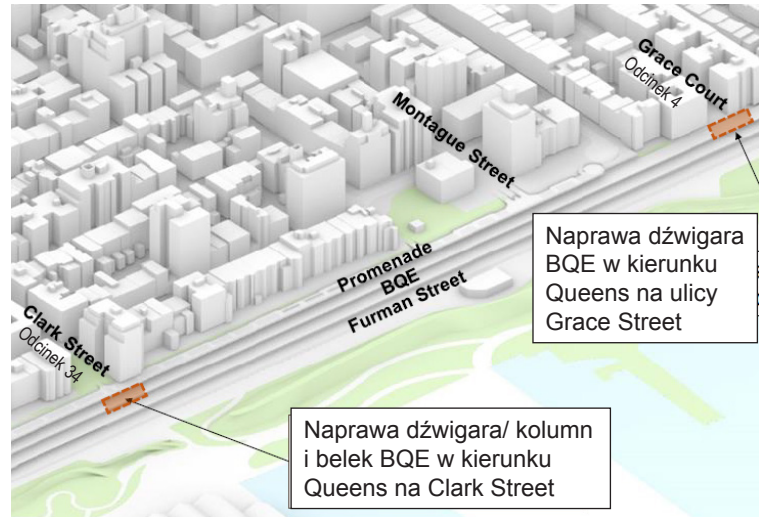 Grace Court
Odcinek 4
Montague Street
Naprawa dźwigara
BQE w kierunku
Queens na ulicy
Grace Street
Promenade
BQE
Furman Street
Clark Street
Odcinek 34
Naprawa dźwigara/ kolumn
i belek BQE w kierunku
Queens na Clark Street